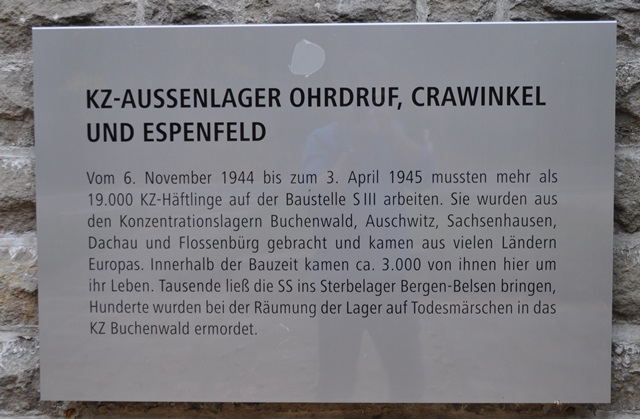 KZ-AUSSENLAGER OHRDRUF, CRAWINKEL
UND ESPENFELD
Vom 6. November 1944 bis zum 3. April 1945 mussten mehr als
19.000 KZ-Häftlinge auf der Baustelle S III arbeiten. Sie wurden aus
den Konzentrationslagern Buchenwald, Auschwitz, Sachsenhausen,
Dachau und Flossenbürg gebracht und kamen aus vielen Ländern
Europas. Innerhalb der Bauzeit kamen ca. 3.000 von ihnen hier um
ihr Leben. Tausende ließ die SS ins Sterbelager Bergen-Belsen bringen,
Hunderte wurden bei der Räumung der Lager auf Todesmärschen in das
KZ Buchenwald ermordet.